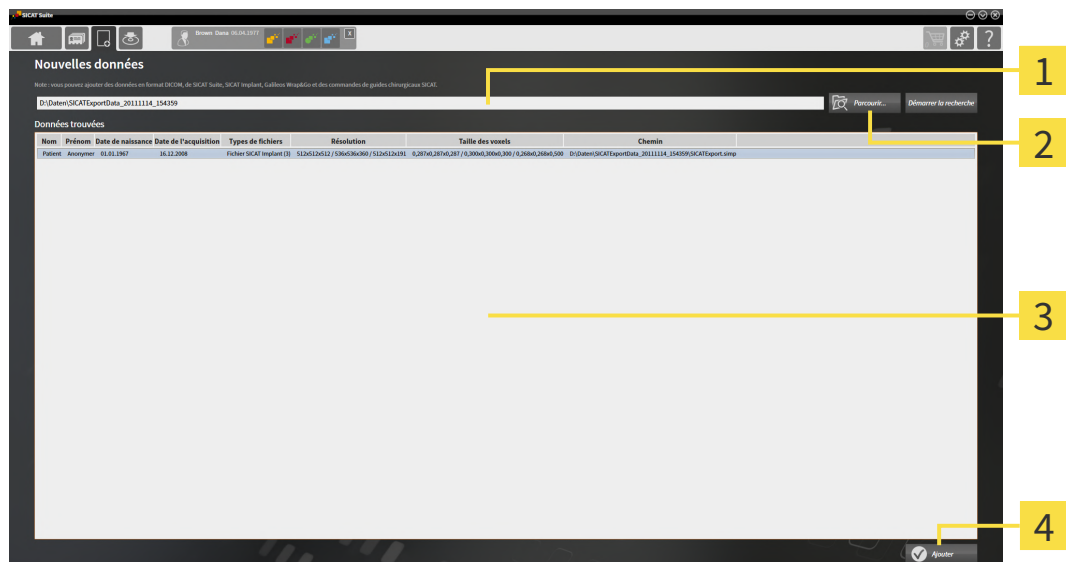 SICAT Suite
Brown Dana 06.04.1977
X
?
Nouvelles données
1
Note : vous pouvez ajouter des données en format DICOM, de SICAT Suite, SICAT Implant, Galileos Wrap&Go et des commandes de guides chirurgicaux SICAT.
D:\Daten\SICATExportData_20111114_154359
Parcourir...
Démarrer la recherche
Données trouvées
2
Nom Prénom Date de naissance Date de l'acquisition Types de fichiers Résolution Taille des voxels Chemin
Patient Anonymer 01.01.1967 16.12.2008 Fichier SICAT Implant (3) 512x512x512 / 536x536x360 / 512x512x191 0,287x0,287x0,287 / 0,300x0,300x0,300 / 0,268x0,268x0,500 D:\Daten\SICATExportData_20111114_154359\SICATExport.simp
3
4
Ajouter